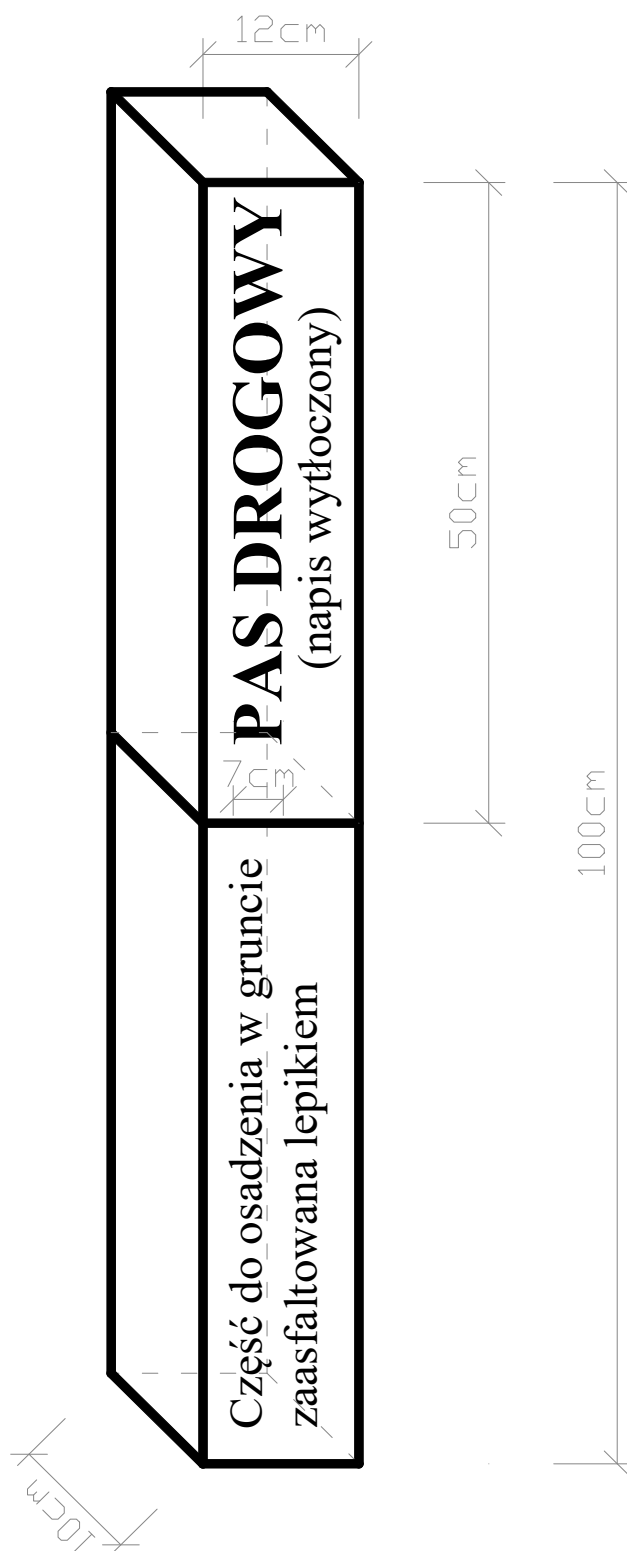 12cm
PAS DROGOWY
(napis wytłoczony)
50cm
7cm
100cm
Część do osadzenia w gruncie
zaasfaltowana lepikiem
10cm